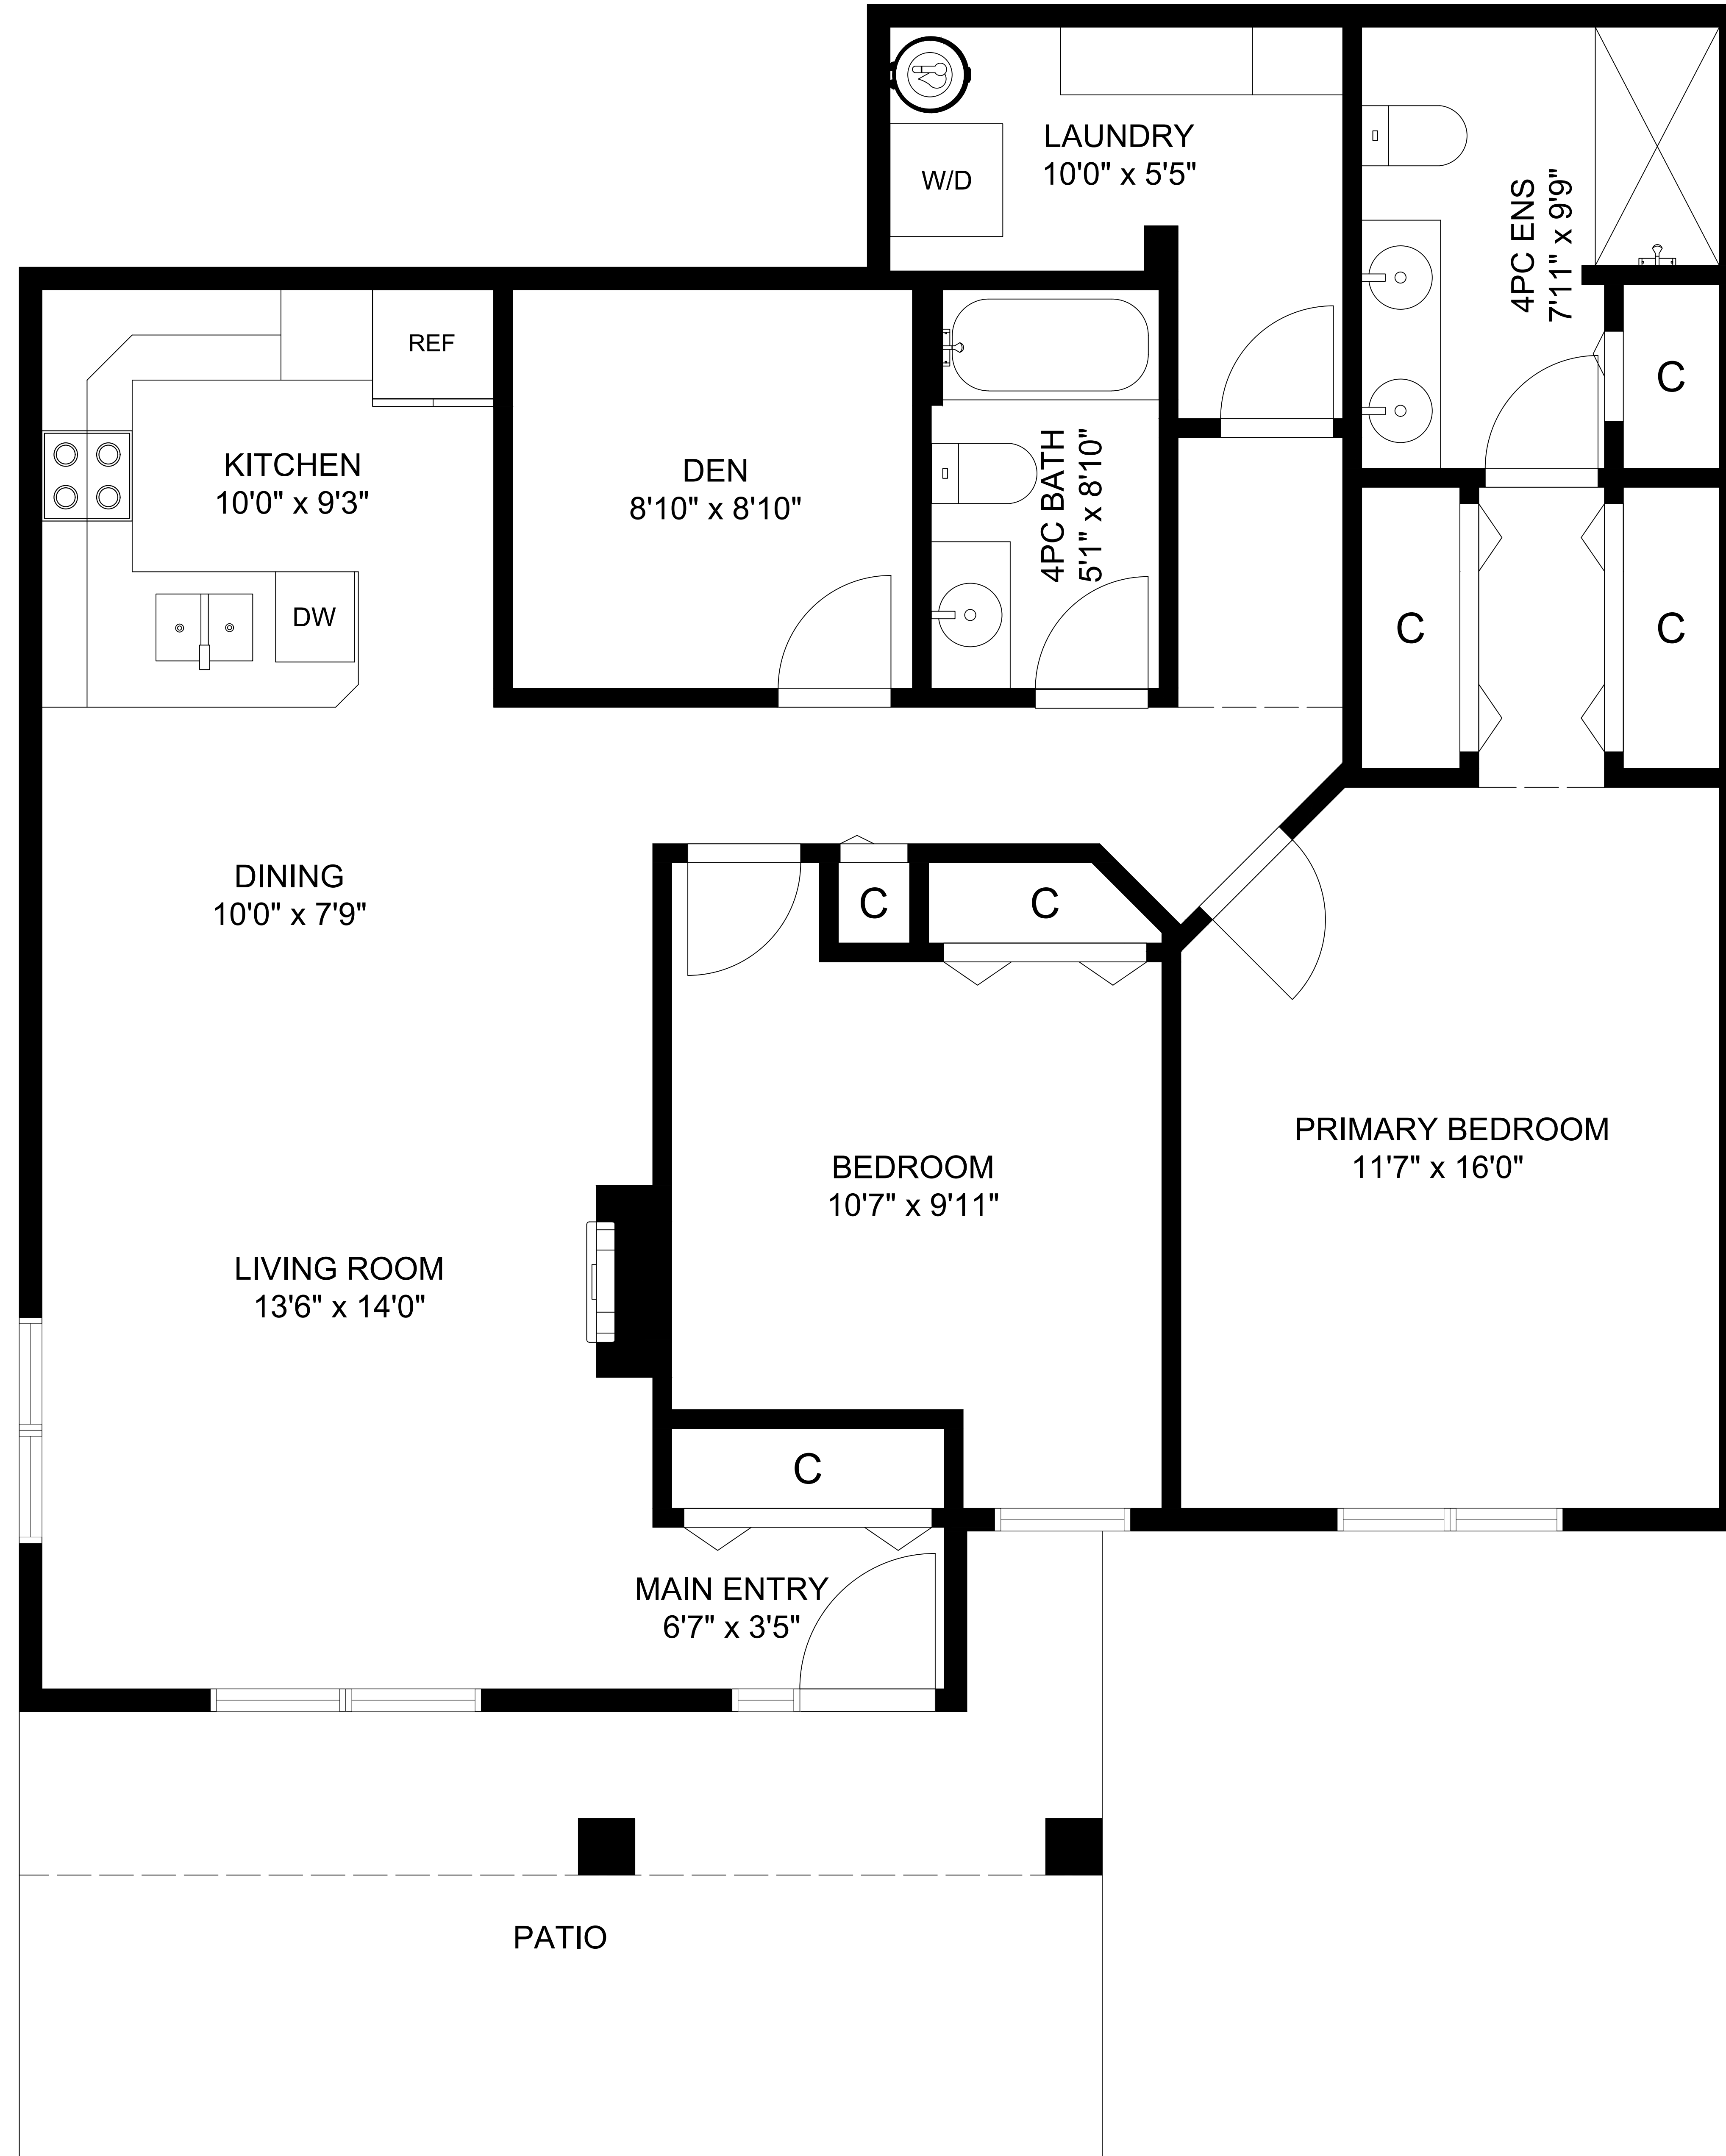 LAUNDRY
10'0" x 5'5"
W/D
4PC ENS
7'11" x 9'9"
REF
C
KITCHEN
10'0" x 9'3"
DEN
8'10" x 8'10"
4PC BATH
5'1" x 8'10"
DW
C
C
DINING
10'0" x 7'9"
C
C
PRIMARY BEDROOM
11'7" x 16'0"
BEDROOM
10'7" x 9'11"
LIVING ROOM
13'6" x 14'0"
C
MAIN ENTRY
6'7" x 3'5"
PATIO